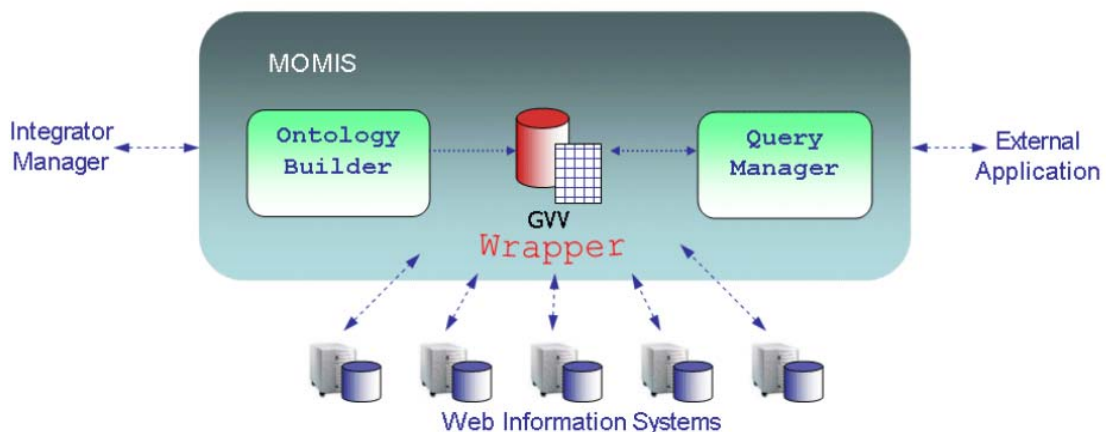 MOMIS
Integrator
Manager
Ontology
Builder
Query
Manager
External
Application
GVV
Wrapper
Web Information Systems